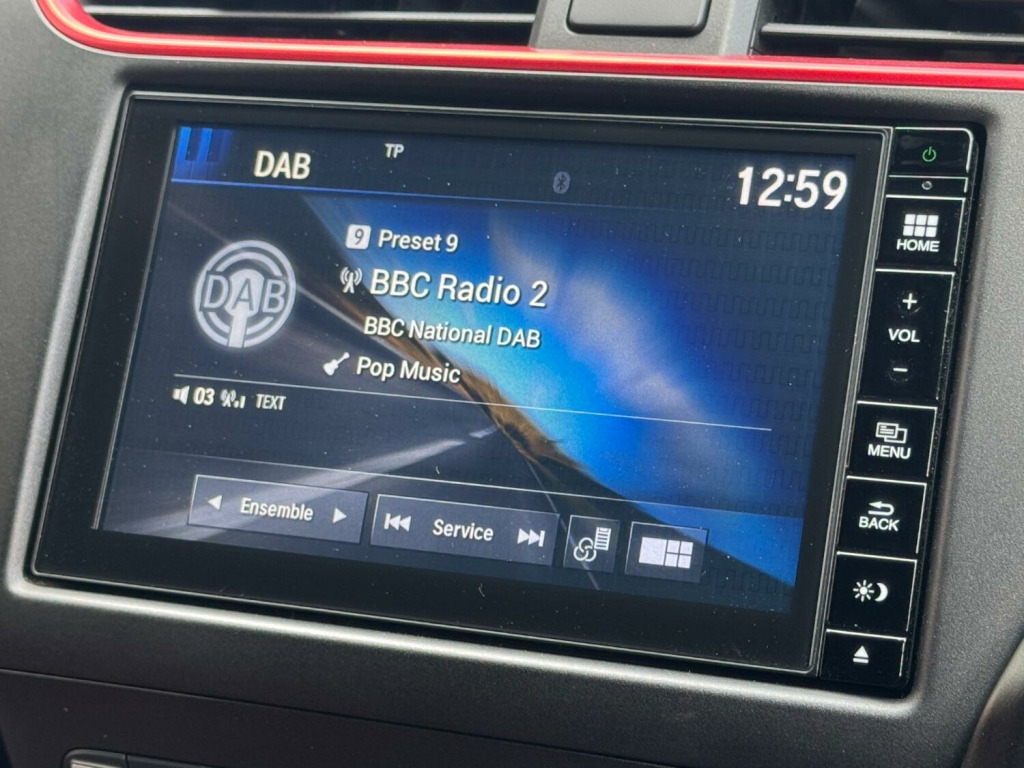 DAB
TP
12:59
9 Preset 9
DAB
BBC Radio 2
BBC National DAB
Pop Music
03 TEXT
Ensemble
Service
HOME
+
VOL
-
MENU
BACK